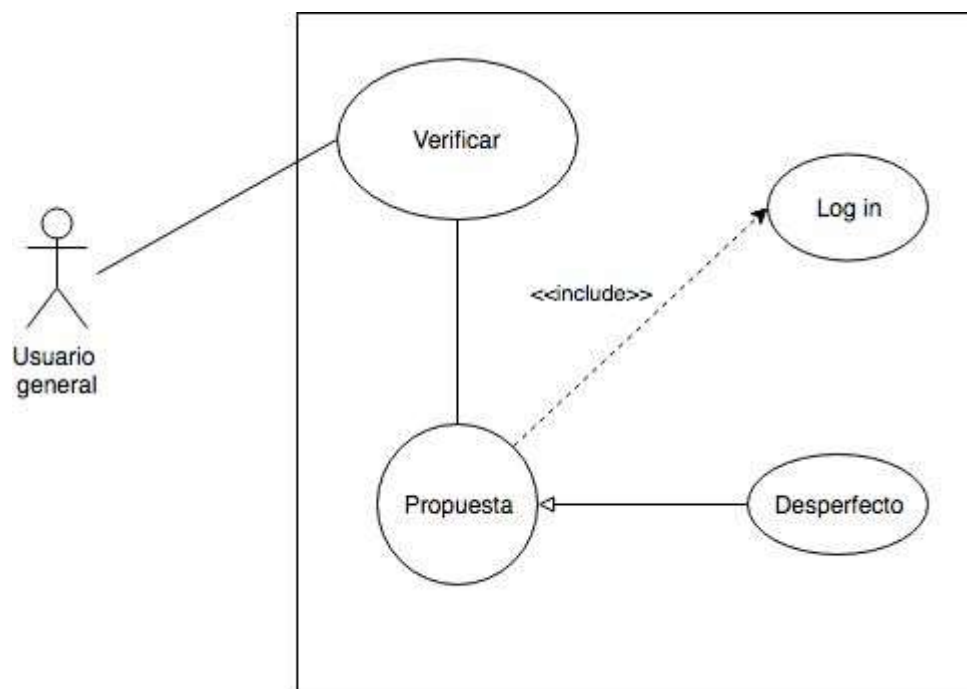 Verificar
Log in
<<include>>
Usuario
general
Propuesta
Desperfecto